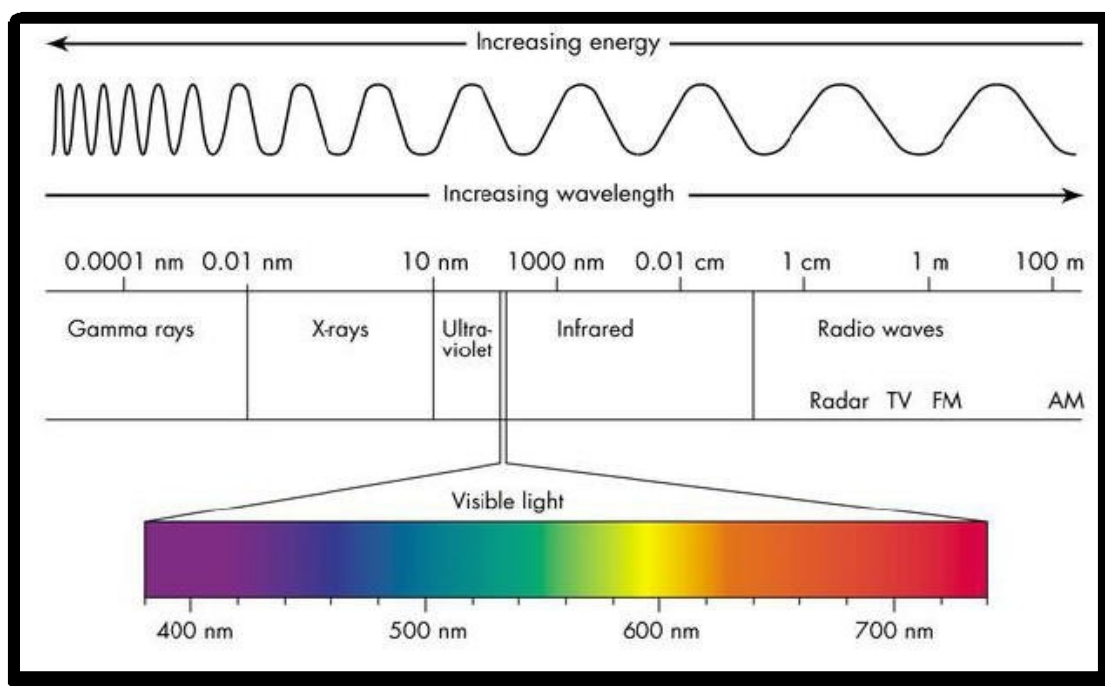 Increasing energy
Increasing wavelength
0.0001 nm 0.01 nm 10 nm 1000 nm 0.01 cm 1 cm 1 m 100 m
Gamma rays X-rays Ultra- Infrared Radio waves
violet
Radar TV FM AM
Visible light
400 nm 500 nm 600 nm 700 nm